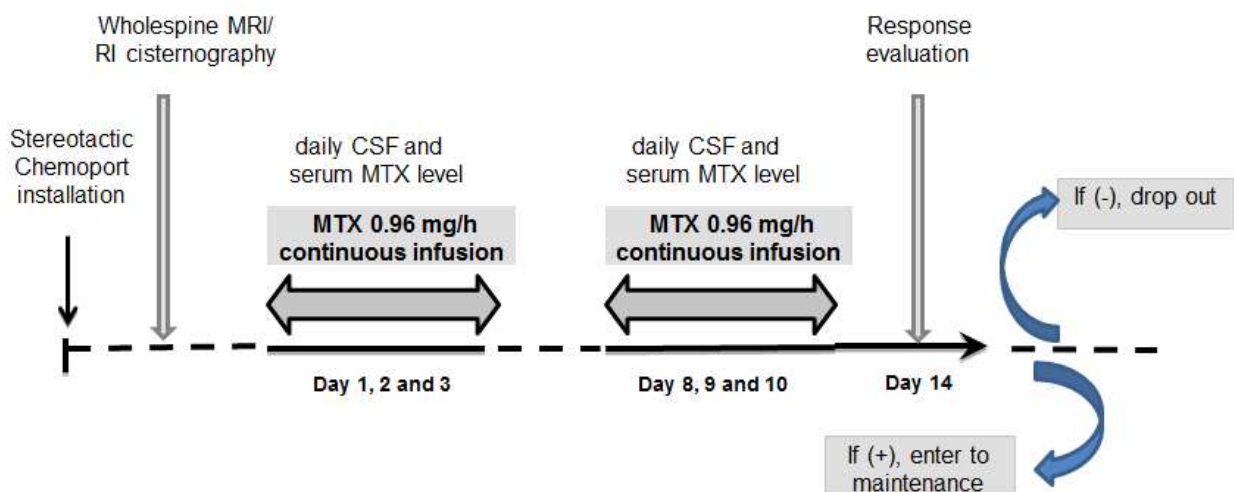 Wholespine MRI/
RI cisternography
Response
evaluation
Stereotactic
Chemoport
installation
daily CSF and
serum MTX level
MTX 0.96 mg/h
continuous infusion
daily CSF and
serum MTX level
MTX 0.96 mg/h
continuous infusion
If (-), drop out
Day 1, 2 and 3
Day 8, 9 and 10
Day 14
If (+), enter to
maintenance